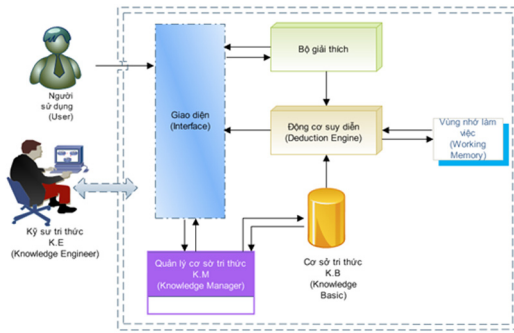 Người
sử dụng
(User)
Kỹ sư tri thức
K.E
(Knowledge Engineer)
Giao diện
(Interface)
Bộ giải thích
Động cơ suy diễn
(Deduction Engine)
Vùng nhớ làm
việc
(Working
Memory)
Quản lý cơ sở tri thức
K.M
(Knowledge Manager)
Cơ sở tri thức
K.B
(Knowledge
Basic)